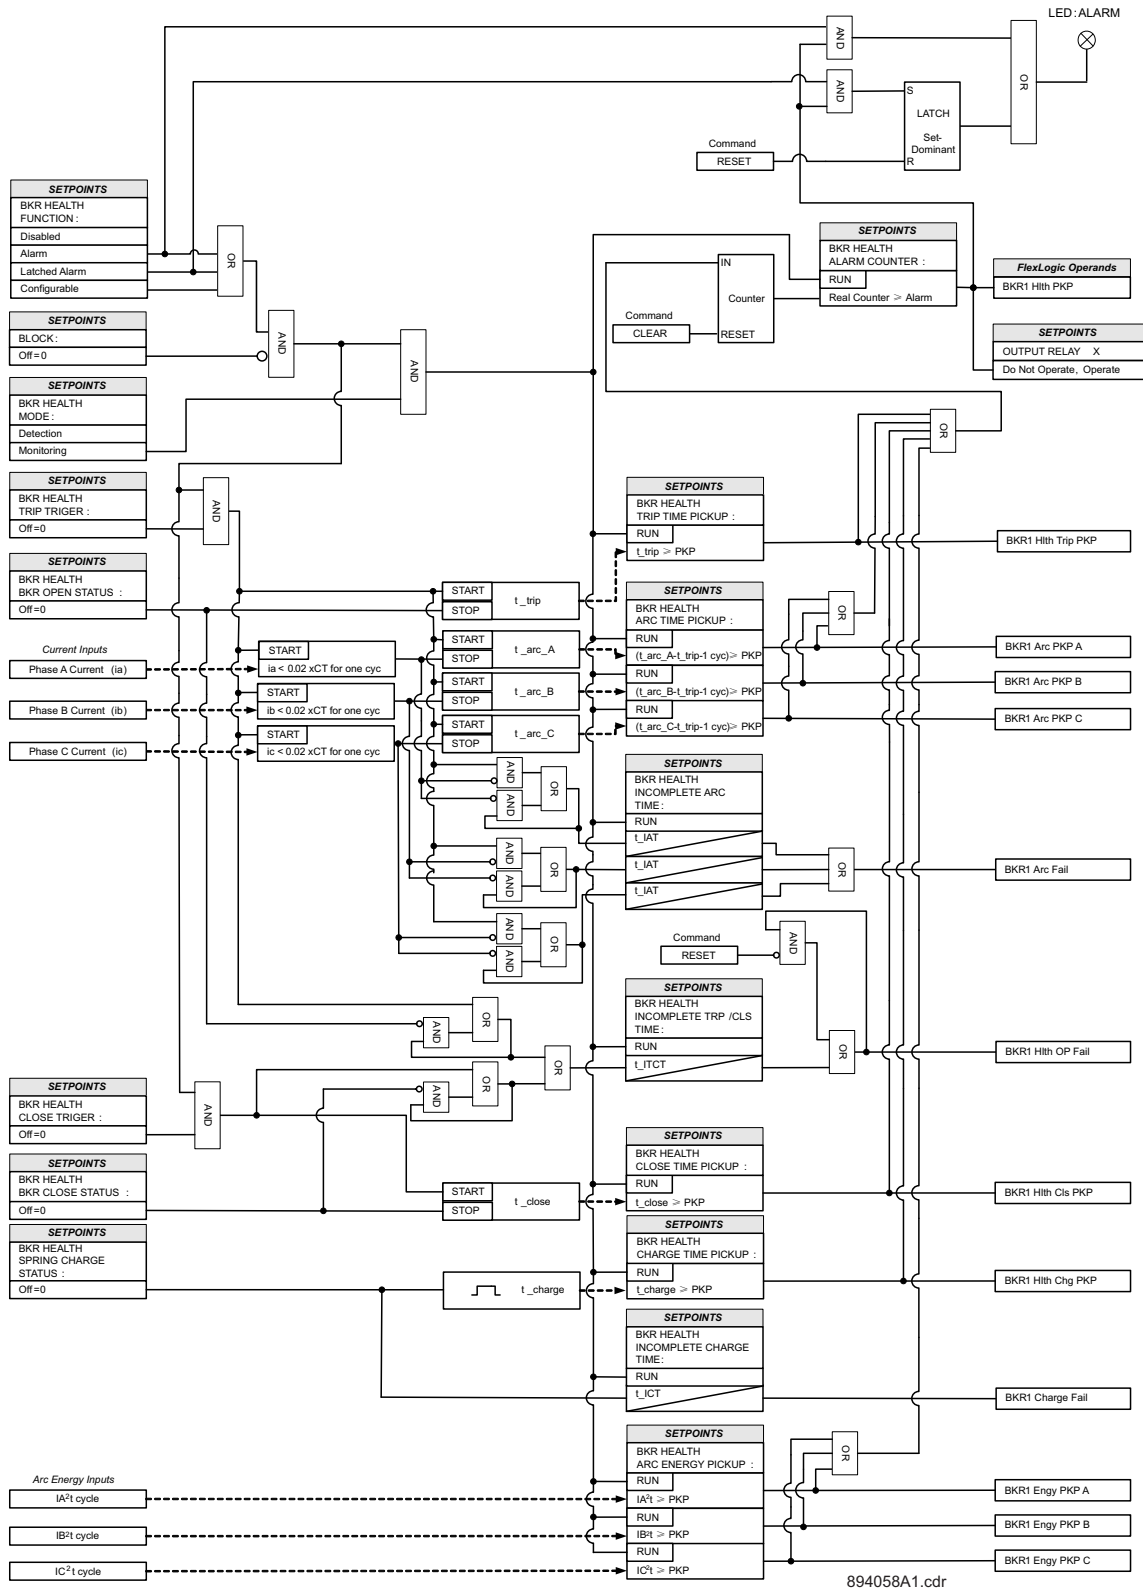 LED: ALARM
AND
AND
OR
S
LATCH
Set-
Dominant
R
Command
RESET
SETPOINTS
BKR HEALTH
FUNCTION :
Disabled
Alarm
Latched Alarm
Configurable
OR
SETPOINTS
BLOCK :
Off = 0
AND
AND
SETPOINTS
BKR HEALTH
MODE :
Detection
Monitoring
IN
Counter
RESET
Command
CLEAR
SETPOINTS
BKR HEALTH
ALARM COUNTER :
RUN
Real Counter ≥ Alarm
FlexLogic Operands
BKR1 Hlth PKP
SETPOINTS
OUTPUT RELAY X
Do Not Operate, Operate
OR
SETPOINTS
BKR HEALTH
TRIP TRIGER :
Off = 0
AND
SETPOINTS
BKR HEALTH
TRIP TIME PICKUP :
RUN
t_trip ≥ PKP
BKR1 Hlth Trip PKP
SETPOINTS
BKR HEALTH
BKR OPEN STATUS :
Off = 0
START
STOP
t _trip
SETPOINTS
BKR HEALTH
ARC TIME PICKUP :
RUN
(t_arc_A-t_trip-1 cyc) ≥ PKP
RUN
(t_arc_B-t_trip-1 cyc) ≥ PKP
RUN
(t_arc_C-t_trip-1 cyc) ≥ PKP
OR
BKR1 Arc PKP A
BKR1 Arc PKP B
BKR1 Arc PKP C
Current Inputs
Phase A Current (ia)
Phase B Current (ib)
Phase C Current (ic)
START
ia < 0.02 xCT for one cyc
START
ib < 0.02 xCT for one cyc
START
ic < 0.02 xCT for one cyc
START
STOP
t _arc_A
START
STOP
t _arc_B
START
STOP
t _arc_C
AND
AND
OR
AND
AND
OR
AND
AND
OR
SETPOINTS
BKR HEALTH
INCOMPLETE ARC
TIME :
RUN
t_IAT
t_IAT
t_IAT
OR
BKR1 Arc Fail
Command
RESET
AND
SETPOINTS
BKR HEALTH
INCOMPLETE TRP /CLS
TIME :
RUN
t_ITCT
OR
BKR1 Hlth OP Fail
AND
OR
OR
AND
OR
SETPOINTS
BKR HEALTH
CLOSE TRIGER :
Off = 0
AND
SETPOINTS
BKR HEALTH
BKR CLOSE STATUS :
Off = 0
START
STOP
t _close
SETPOINTS
BKR HEALTH
CLOSE TIME PICKUP :
RUN
t_close ≥ PKP
BKR1 Hlth Cls PKP
SETPOINTS
BKR HEALTH
SPRING CHARGE
STATUS :
Off = 0
t _charge
SETPOINTS
BKR HEALTH
CHARGE TIME PICKUP :
RUN
t_charge ≥ PKP
BKR1 Hlth Chg PKP
SETPOINTS
BKR HEALTH
INCOMPLETE CHARGE
TIME :
RUN
t_ICT
BKR1 Charge Fail
SETPOINTS
BKR HEALTH
ARC ENERGY PICKUP :
RUN
IA²t ≥ PKP
RUN
IB²t ≥ PKP
RUN
IC²t ≥ PKP
OR
BKR1 Engy PKP A
BKR1 Engy PKP B
BKR1 Engy PKP C
Arc Energy Inputs
IA²t cycle
IB²t cycle
IC²t cycle
894058A1.cdr